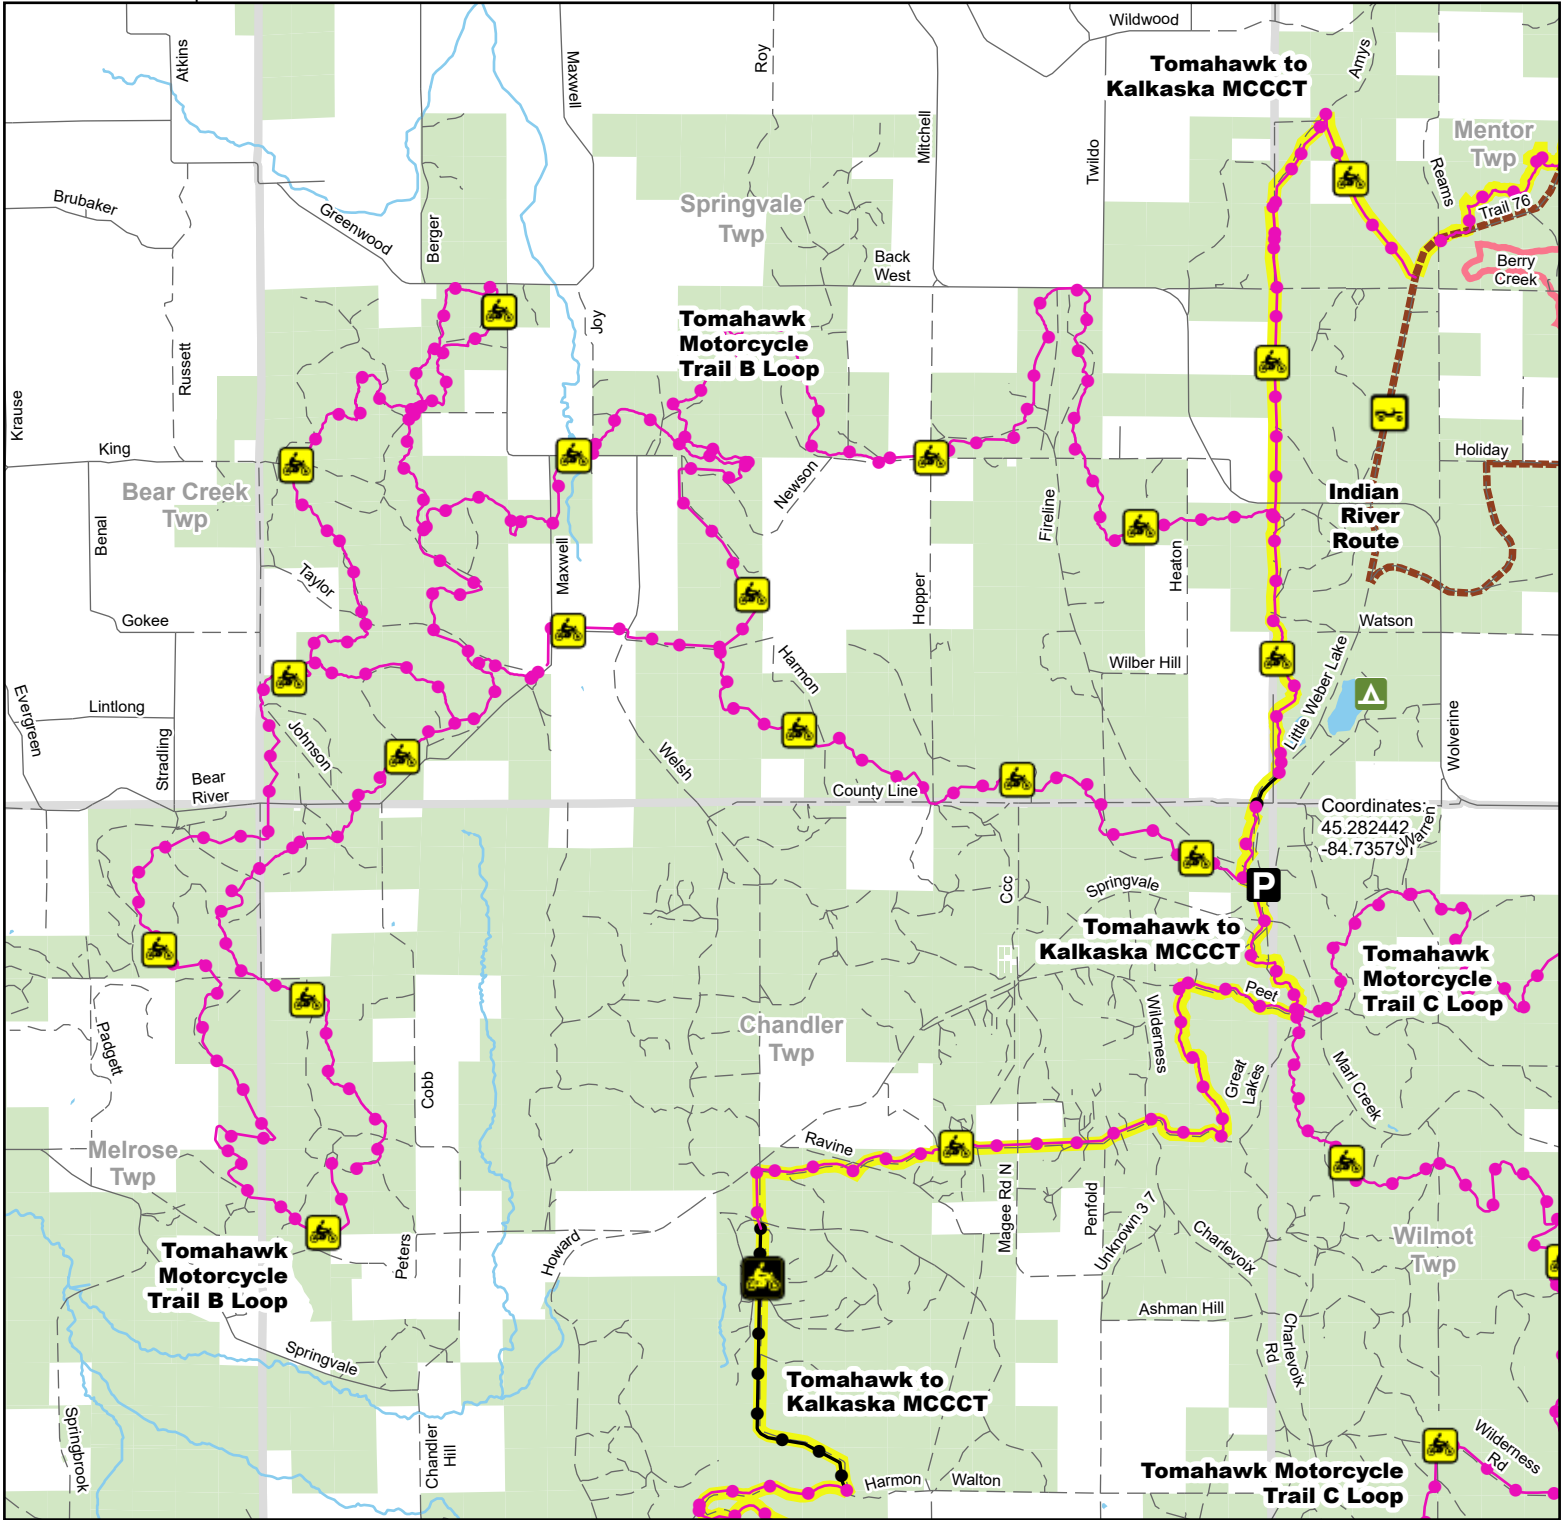 Wildwood
Atkins
Maxwell
Roy
Mitchell
Twildo
Amys
Tomahawk to
Kalkaska MCCCT
Mentor
Twp
Reams
Trail 76
Berry
Creek
Brubaker
Greenwood
Berger
Springvale
Twp
Back
West
Russett
Krause
Joy
Tomahawk
Motorcycle
Trail B Loop
King
Holiday
Bear Creek
Twp
Newson
Fireline
Indian
River
Route
Benal
Taylor
Maxwell
Hopper
Heaton
Gokee
Watson
Harmon
Wilber Hill
Little Weber Lake
Evergreen
Lintlong
Stradling
Johnson
Welsh
Wolverine
Bear
River
County Line
Coordinates:
45.282442
-84.735791
Warren
Ccc
Springvale
P
Tomahawk to
Kalkaska MCCCT
Tomahawk
Motorcycle
Trail C Loop
Peet
Wilderness
Chandler
Twp
Padgett
Cobb
Great
Lakes
Marl Creek
Melrose
Twp
Ravine
Magee Rd N
Penfold
Unknown 3 7
Charlevoix
Wilmot
Twp
Tomahawk
Motorcycle
Trail B Loop
Peters
Howard
Ashman Hill
Charlevoix
Rd
Springvale
Tomahawk to
Kalkaska MCCCT
Springbrook
Chandler
Hill
Harmon
Walton
Tomahawk Motorcycle
Trail C Loop
Wilderness
Rd